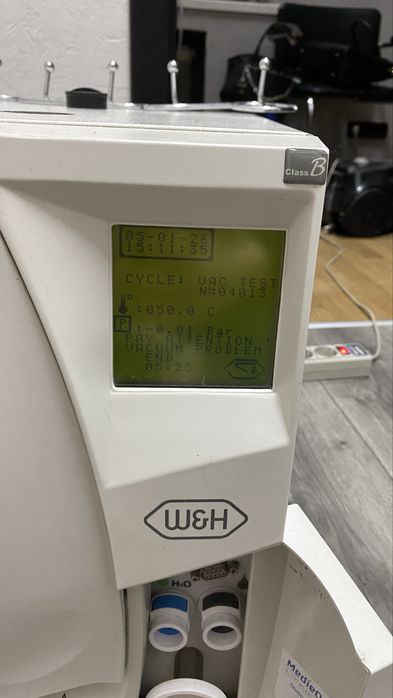 Class B
05-01-26
15:11:35
CYCLE: VAC TEST
N:04013
:050.0 C
P :-0.01 Bar
PAY ATTENTION !
VACUUM PROBLEM
END
05:25
W&H
H₂O